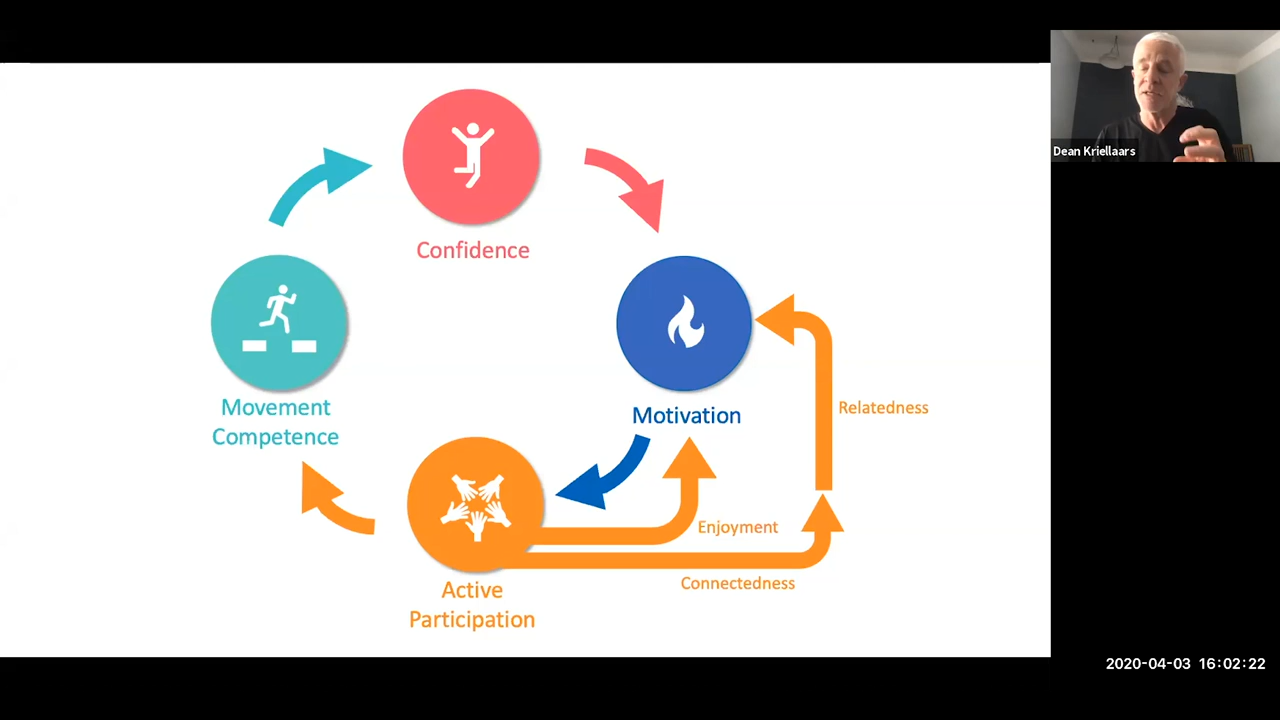 Dean Kriellaars
Confidence
Movement
Competence
Motivation
Relatedness
Enjoyment
Connectedness
Active
Participation
2020-04-03 16:02:22